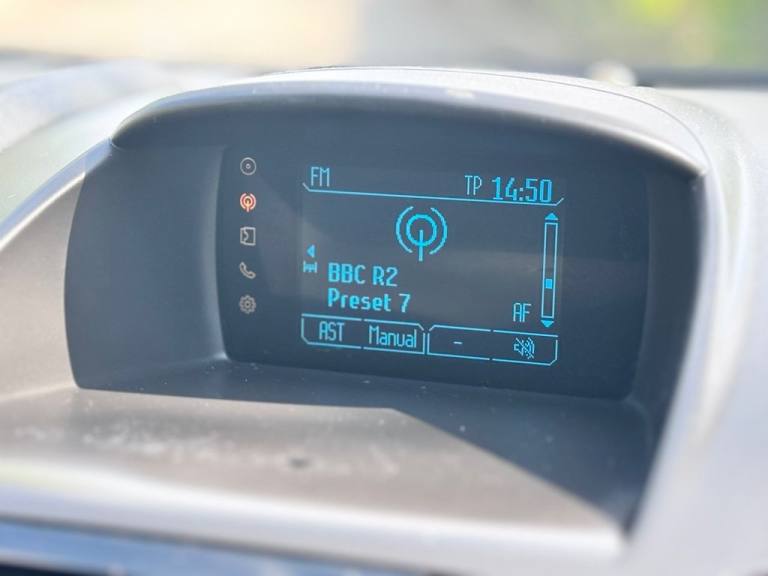 FM TP 14:50
BBC R2
Preset 7
AF
AST Manual -